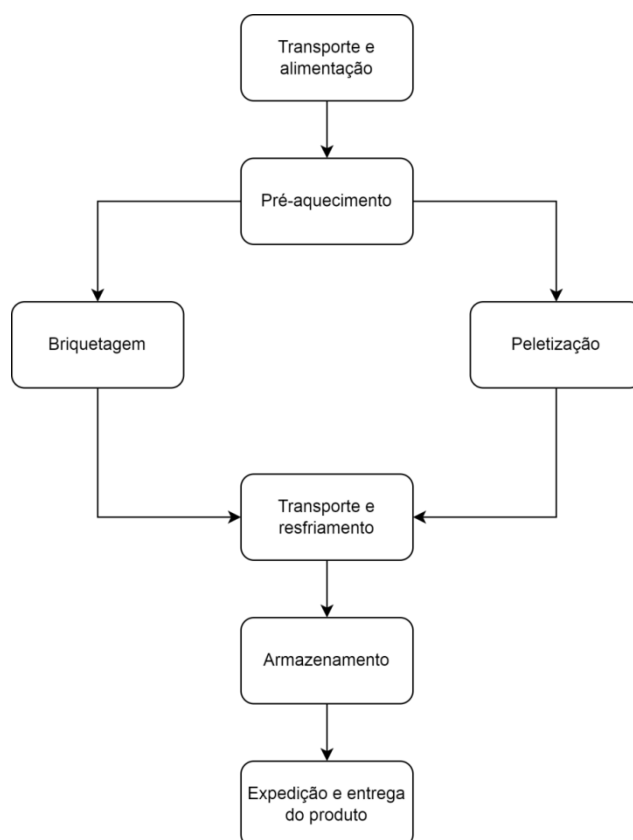 Transporte e
alimentação
Pré-aquecimento
Briquetagem
Peletização
Transporte e
resfriamento
Armazenamento
Expedição e entrega
do produto